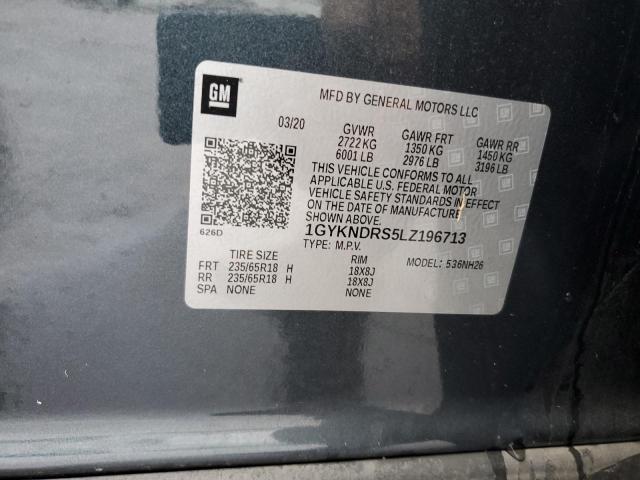 GM
MFD BY GENERAL MOTORS LLC
03/20 GVWR GAWR FRT GAWR RR
2722 KG 1350 KG 1450 KG
6001 LB 2976 LB 3196 LB
THIS VEHICLE CONFORMS TO ALL
APPLICABLE U.S. FEDERAL MOTOR
VEHICLE SAFETY STANDARDS IN EFFECT
ON THE DATE OF MANUFACTURE
SHOWN ABOVE.
626D
1GYKNDRS5LZ196713
TYPE: M.P.V.
MODEL: 536NH26
TIRE SIZE RIM
FRT 235/65R18 H 18X8J
RR 235/65R18 H 18X8J
SPA NONE NONE